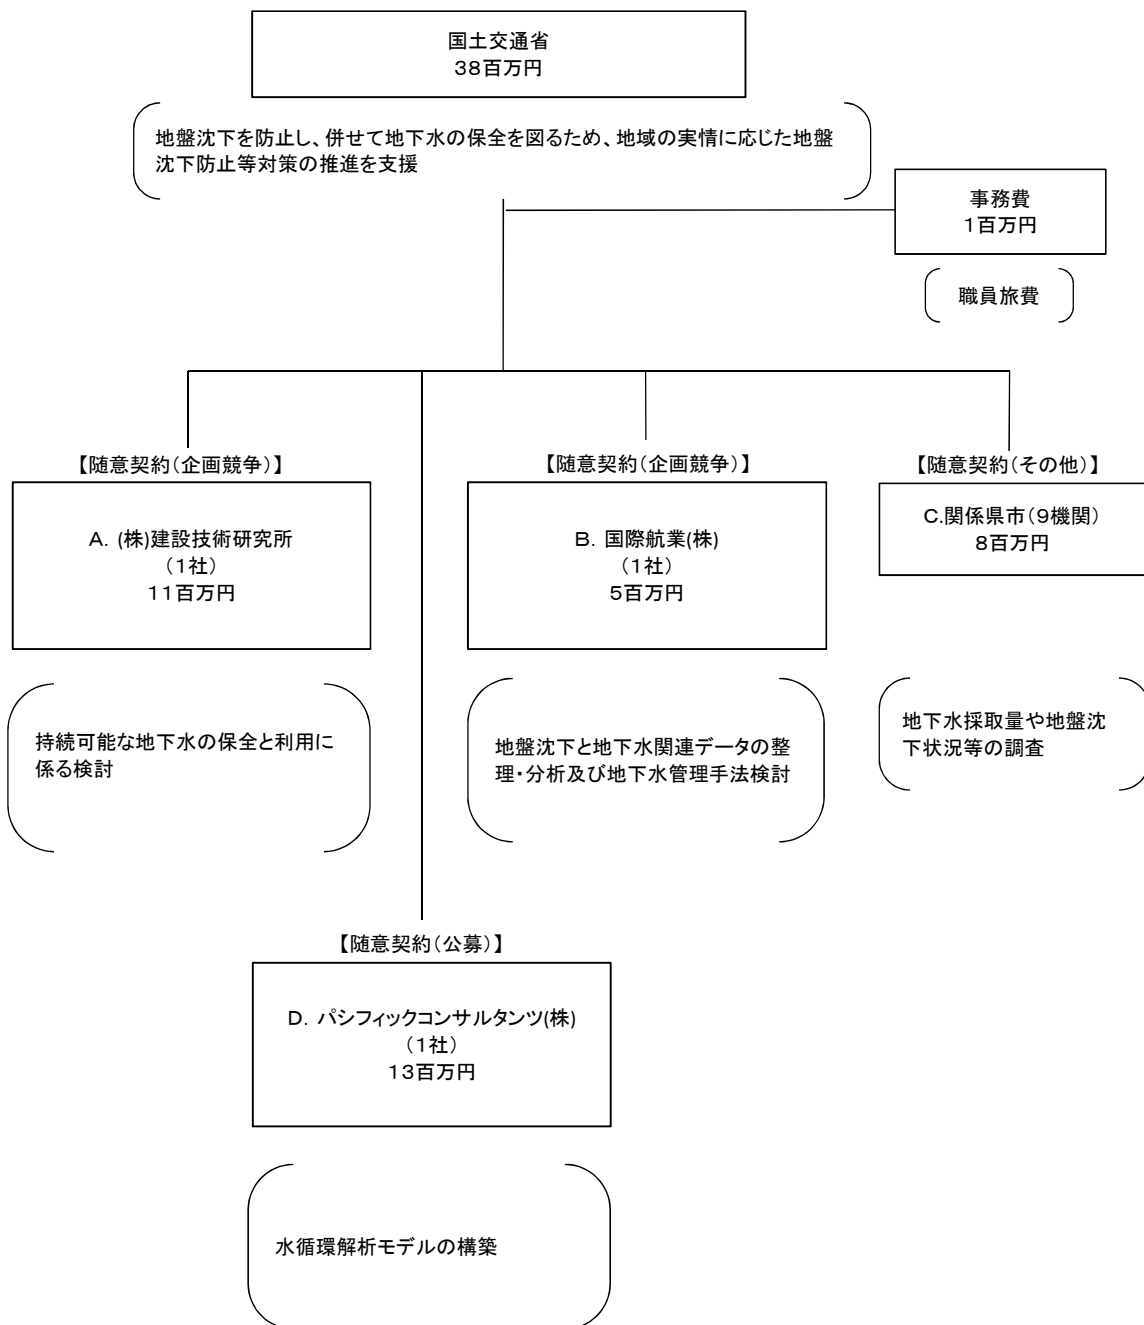 国土交通省
38百万円
地盤沈下を防止し、併せて地下水の保全を図るため、地域の実情に応じた地盤
沈下防止等対策の推進を支援
事務費
1百万円
職員旅費
【随意契約(企画競争)】
A. (株)建設技術研究所
(1社)
11百万円
持続可能な地下水の保全と利用に
係る検討
【随意契約(企画競争)】
B. 国際航業(株)
(1社)
5百万円
地盤沈下と地下水関連データの整
理・分析及び地下水管理手法検討
【随意契約(その他)】
C.関係県市(9機関)
8百万円
地下水採取量や地盤沈
下状況等の調査
【随意契約(公募)】
D. パシフィックコンサルタンツ(株)
(1社)
13百万円
水循環解析モデルの構築